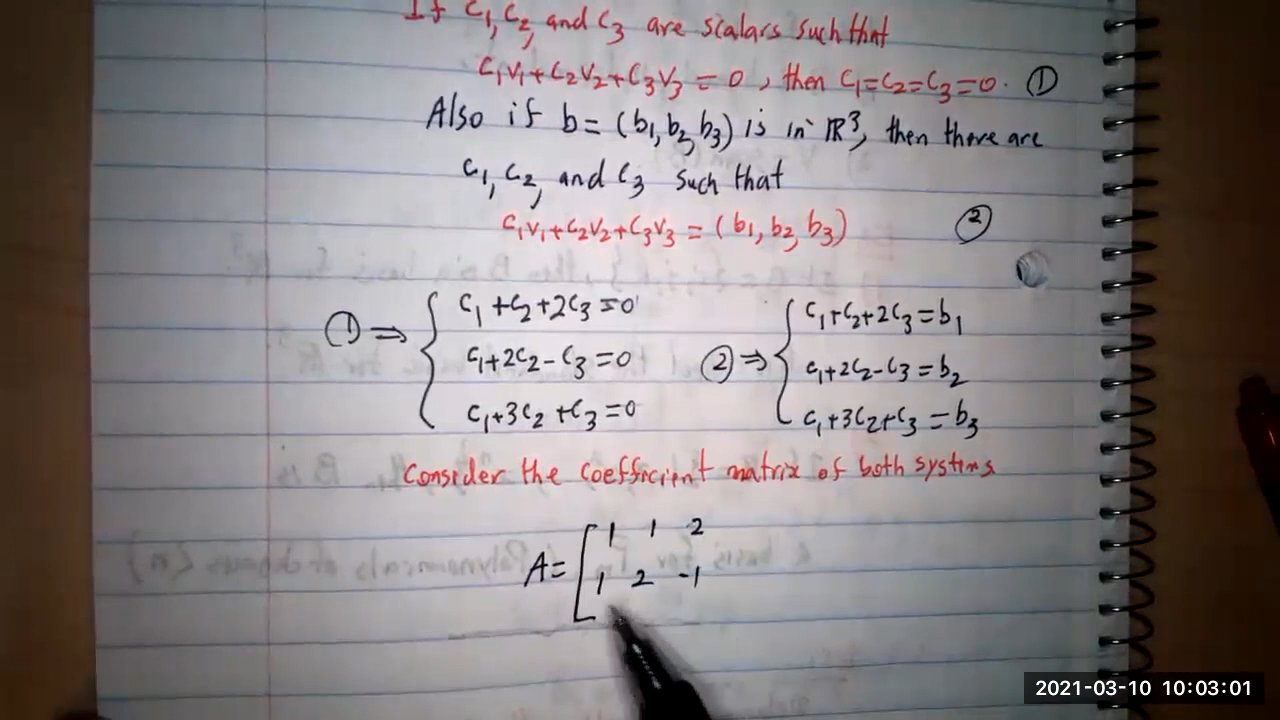 If c₁, c₂, and c₃ are scalars such that
c₁v₁+c₂v₂+c₃v₃ = 0, then c₁=c₂=c₃=0. ①
Also if b = (b₁, b₂, b₃) is in ℝ³, then there are
c₁, c₂, and c₃ such that
c₁v₁+c₂v₂+c₃v₃ = (b₁, b₂, b₃) ②
① ⇒ { c₁+c₂+2c₃=0
c₁+2c₂-c₃=0
c₁+3c₂+c₃=0
② ⇒ { c₁+c₂+2c₃=b₁
c₁+2c₂-c₃=b₂
c₁+3c₂+c₃=b₃
Consider the coefficient matrix of both systems
A= [ 1 1 2
1 2 -1
2021-03-10 10:03:01